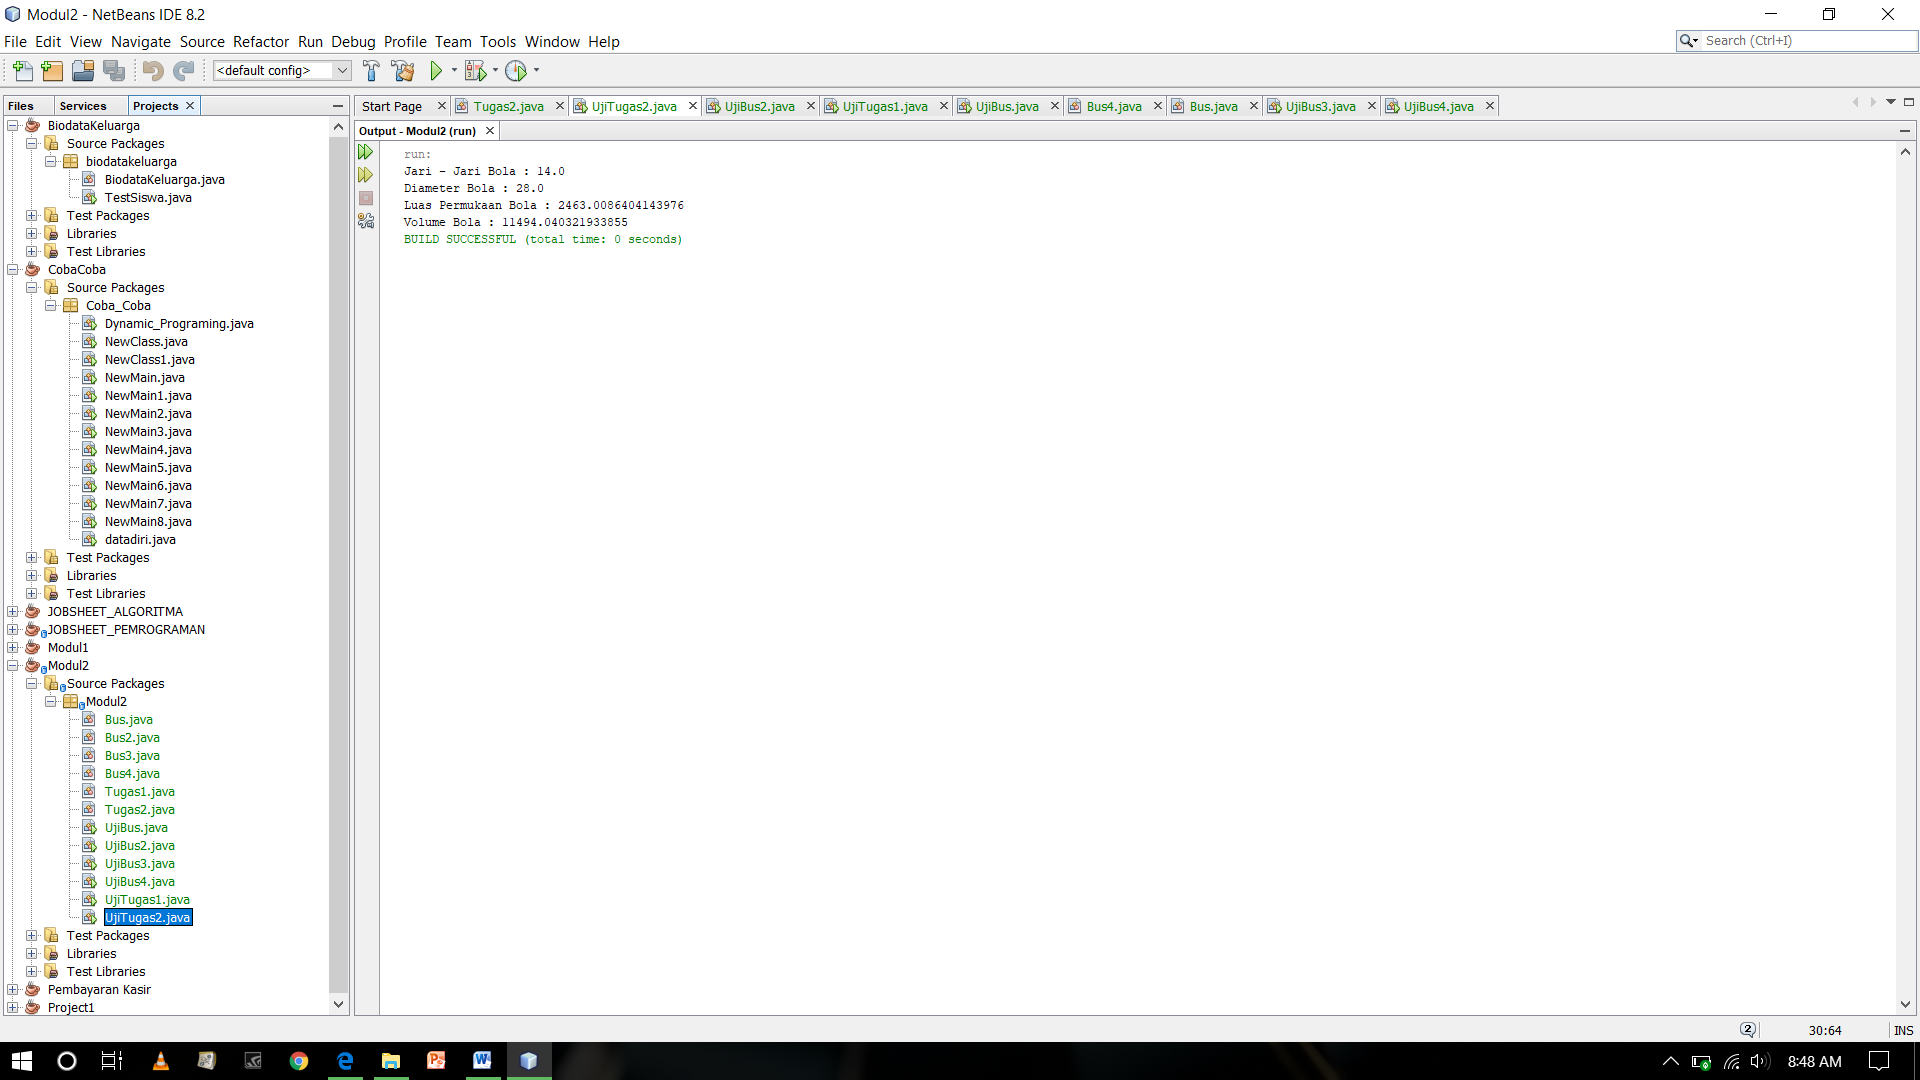 Modul2 - NetBeans IDE 8.2
File Edit View Navigate Source Refactor Run Debug Profile Team Tools Window Help
Search (Ctrl+I)
<default config>
Files Services Projects
Start Page Tugas2.java UjiTugas2.java UjiBus2.java UjiTugas1.java UjiBus.java Bus4.java Bus.java UjiBus3.java UjiBus4.java
BiodataKeluarga
Source Packages
biodatakeluarga
BiodataKeluarga.java
TestSiswa.java
Test Packages
Libraries
Test Libraries
CobaCoba
Source Packages
Coba_Coba
Dynamic_Programing.java
NewClass.java
NewClass1.java
NewMain.java
NewMain1.java
NewMain2.java
NewMain3.java
NewMain4.java
NewMain5.java
NewMain6.java
NewMain7.java
NewMain8.java
datadiri.java
Test Packages
Libraries
Test Libraries
JOBSHEET_ALGORITMA
JOBSHEET_PEMROGRAMAN
Modul1
Modul2
Source Packages
Modul2
Bus.java
Bus2.java
Bus3.java
Bus4.java
Tugas1.java
Tugas2.java
UjiBus.java
UjiBus2.java
UjiBus3.java
UjiBus4.java
UjiTugas1.java
UjiTugas2.java
Test Packages
Libraries
Test Libraries
Pembayaran Kasir
Project1
Output - Modul2 (run)
run:
Jari - Jari Bola : 14.0
Diameter Bola : 28.0
Luas Permukaan Bola : 2463.0086404143976
Volume Bola : 11494.040321933855
BUILD SUCCESSFUL (total time: 0 seconds)
2 30:64 INS
8:48 AM